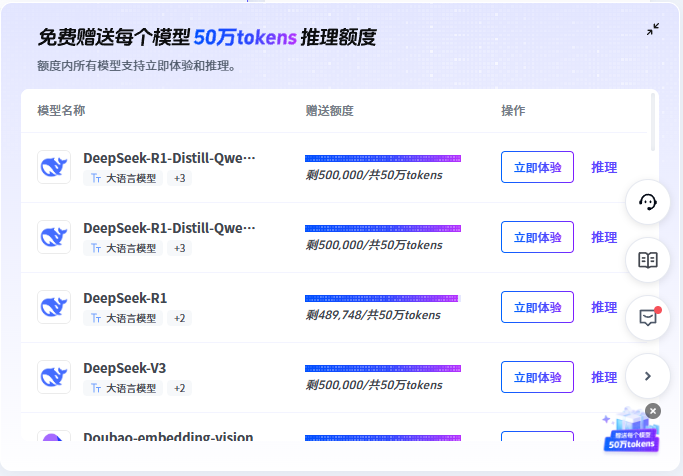 免费赠送每个模型 50万tokens 推理额度
额度内所有模型支持立即体验和推理。
模型名称 赠送额度 操作
DeepSeek-R1-Distill-Qwe···
大语言模型 +3
剩500,000/共50万tokens
立即体验 推理
DeepSeek-R1-Distill-Qwe···
大语言模型 +3
剩500,000/共50万tokens
立即体验 推理
DeepSeek-R1
大语言模型 +2
剩489,748/共50万tokens
立即体验 推理
DeepSeek-V3
大语言模型 +2
剩500,000/共50万tokens
立即体验 推理
Doubao-embedding-vision
赠送每个模型
50万tokens